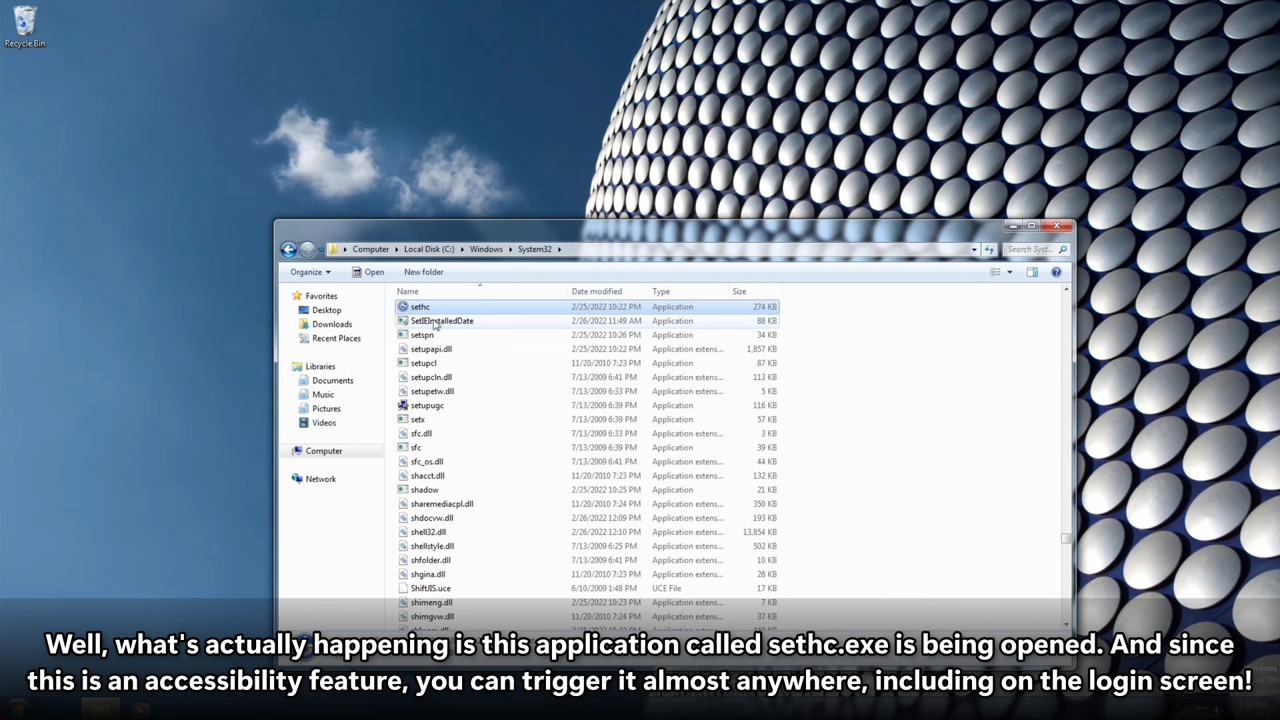 Recycle Bin
Computer Local Disk (C:) Windows System32 Search Syst...
Organize Open New folder
Name Date modified Type Size
Favorites
Desktop
Downloads
Recent Places
Libraries
Documents
Music
Pictures
Videos
Computer
Network
sethc 2/25/2022 10:22 PM Application 274 KB
SetIEInstalledDate 2/26/2022 11:49 AM Application 88 KB
setspn 2/25/2022 10:26 PM Application 34 KB
setupapi.dll 2/25/2022 10:22 PM Application extens... 1,857 KB
setupcl 11/20/2010 7:23 PM Application 87 KB
setupcln.dll 7/13/2009 6:41 PM Application extens... 113 KB
setupetw.dll 7/13/2009 6:33 PM Application extens... 5 KB
setupugc 7/13/2009 6:39 PM Application 116 KB
setx 7/13/2009 6:39 PM Application 57 KB
sfc.dll 7/13/2009 6:33 PM Application extens... 3 KB
sfc 7/13/2009 6:39 PM Application 39 KB
sfc_os.dll 7/13/2009 6:41 PM Application extens... 44 KB
shacct.dll 11/20/2010 7:23 PM Application extens... 132 KB
shadow 2/25/2022 10:25 PM Application 21 KB
sharemediacpl.dll 11/20/2010 7:24 PM Application extens... 350 KB
shdocvw.dll 2/26/2022 12:09 PM Application extens... 193 KB
shell32.dll 2/26/2022 12:10 PM Application extens... 13,854 KB
shellstyle.dll 7/13/2009 6:25 PM Application extens... 502 KB
shfolder.dll 7/13/2009 6:41 PM Application extens... 10 KB
shgina.dll 11/20/2010 7:23 PM Application extens... 28 KB
ShiftJIS.uce 6/10/2009 1:48 PM UCE File 17 KB
shimeng.dll 2/25/2022 10:23 PM Application extens... 7 KB
shimgvw.dll 11/20/2010 7:24 PM Application extens... 37 KB
Well, what's actually happening is this application called sethc.exe is being opened. And since
this is an accessibility feature, you can trigger it almost anywhere, including on the login screen!